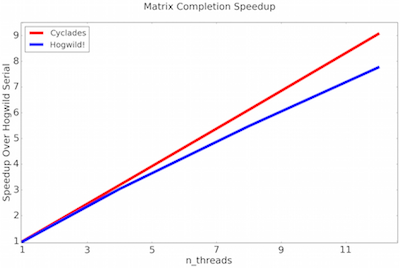 Matrix Completion Speedup
Cyclades
Hogwild!
Speedup Over Hogwild Serial
9
8
7
6
5
4
3
2
1
1 3 5 7 9 11
n_threads